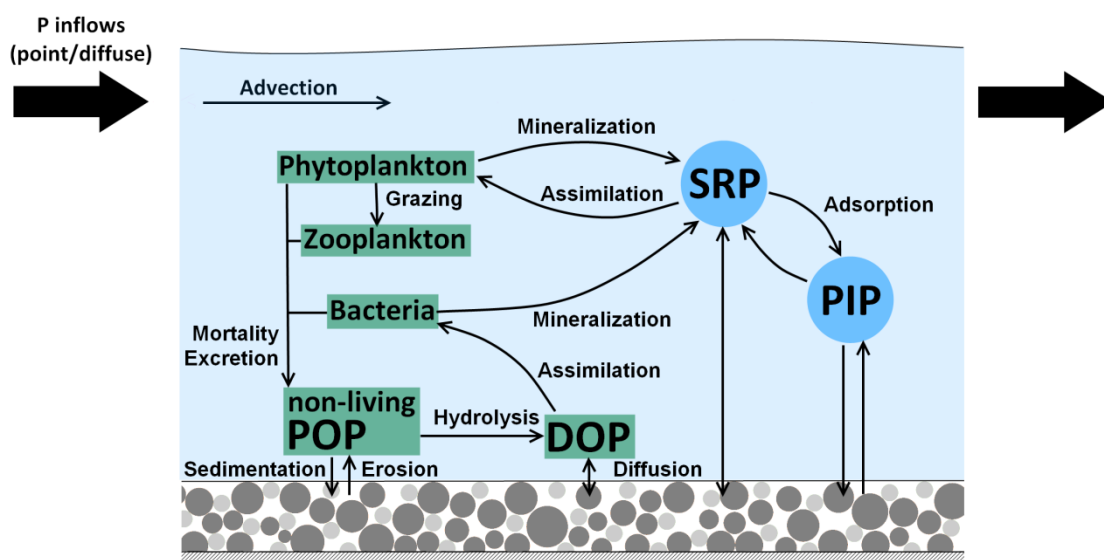 P inflows
(point/diffuse)
Advection
Mineralization
Phytoplankton
Assimilation
SRP
Grazing
Adsorption
Zooplankton
PIP
Bacteria
Mineralization
Mortality
Excretion
Assimilation
non-living
POP
Hydrolysis
DOP
Sedimentation
Erosion
Diffusion